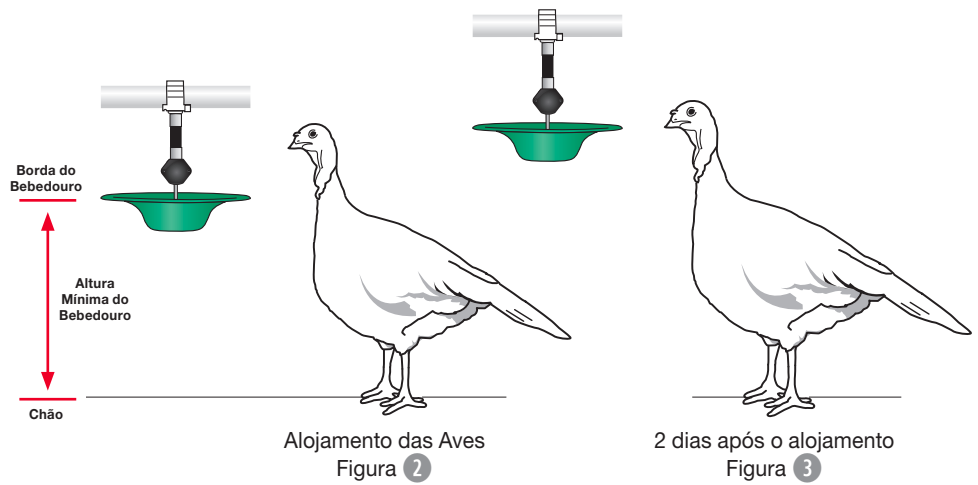 Borda do
Bebedouro
Altura
Mínima do
Bebedouro
Chão
Alojamento das Aves
Figura 2
2 dias após o alojamento
Figura 3